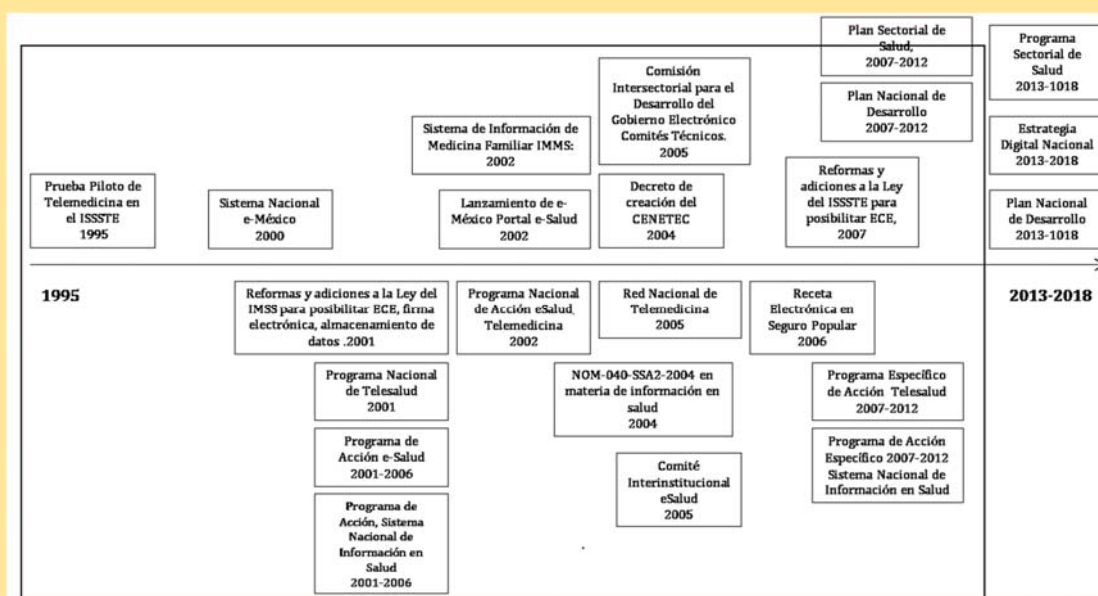 Plan Sectorial de
Salud,
2007-2012
Programa
Sectorial de
Salud
2013-1018
Comisión
Intersectorial para el
Desarrollo del
Gobierno Electrónico
Comités Técnicos.
2005
Plan Nacional de
Desarrollo
2007-2012
Sistema de Información de
Medicina Familiar IMMS:
2002
Estrategia
Digital Nacional
2013-2018
Prueba Piloto de
Telemedicina en
el ISSSTE
1995
Sistema Nacional
e-México
2000
Lanzamiento de e-
México Portal e-Salud
2002
Decreto de
creación del
CENETEC
2004
Reformas y
adiciones a la Ley
del ISSSTE para
posibilitar ECE,
2007
Plan Nacional
de Desarrollo
2013-1018
1995
2013-2018
Reformas y adiciones a la Ley del
IMSS para posibilitar ECE, firma
electrónica, almacenamiento de
datos .2001
Programa Nacional
de Acción eSalud,
Telemedicina
2002
Red Nacional de
Telemedicina
2005
Receta
Electrónica en
Seguro Popular
2006
Programa Nacional
de Telesalud
2001
NOM-040-SSA2-2004 en
materia de información en
salud
2004
Programa Específico
de Acción Telesalud
2007-2012
Programa de
Acción e-Salud
2001-2006
Comité
Interinstitucional
eSalud
2005
Programa de Acción
Específico 2007-2012
Sistema Nacional de
Información en Salud
Programa de
Acción, Sistema
Nacional de
Información en
Salud
2001-2006